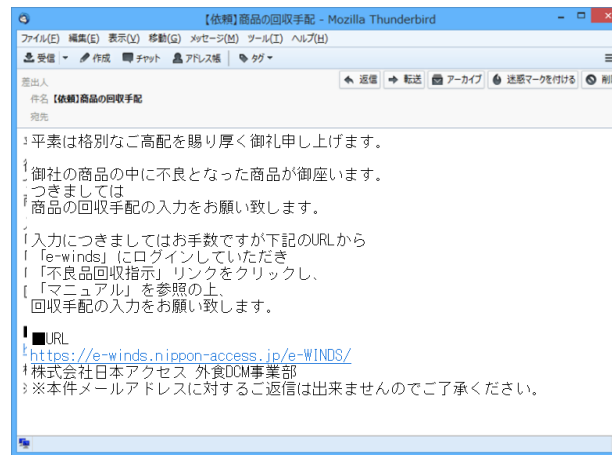 【依頼】商品の回収手配 - Mozilla Thunderbird
ファイル(F) 編集(E) 表示(V) 移動(G) メッセージ(M) ツール(T) ヘルプ(H)
受信 作成 チャット アドレス帳 タグ
差出人 返信 転送 アーカイブ 迷惑マークを付ける
件名 【依頼】商品の回収手配
宛先
平素は格別なご高配を賜り厚く御礼申し上げます。
御社の商品の中に不良となった商品が御座います。
つきましては
商品の回収手配の入力をお願い致します。
入力につきましてはお手数ですが下記のURLから
「e-winds」にログインしていただき
「不良品回収指示」リンクをクリックし、
「マニュアル」を参照の上、
回収手配の入力をお願い致します。
■URL
https://e-winds.nippon-access.jp/e-WINDS/
株式会社日本アクセス 外食DCM事業部
※本件メールアドレスに対するご返信は出来ませんのでご了承ください。